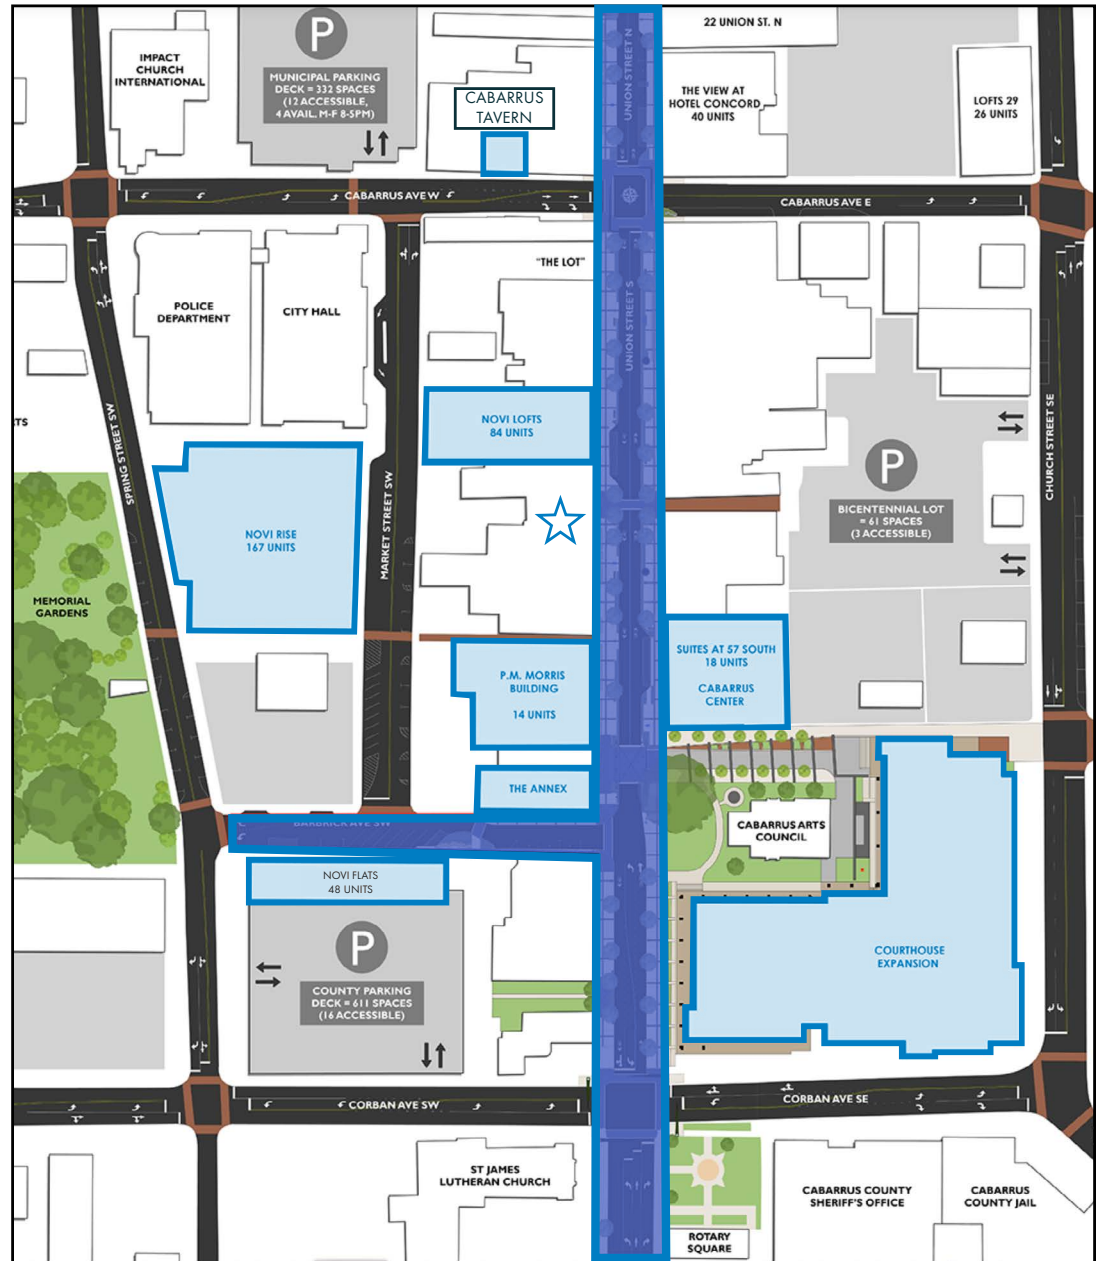 P
22 UNION ST. N
UNION STREET N
IMPACT
CHURCH
INTERNATIONAL
MUNICIPAL PARKING
DECK = 332 SPACES
(12 ACCESSIBLE,
4 AVAIL. M-F 8-5PM)
CABARRUS
TAVERN
THE VIEW AT
HOTEL CONCORD
40 UNITS
LOFTS 29
26 UNITS
CABARRUS AVE W
CABARRUS AVE E
"THE LOT"
POLICE
DEPARTMENT
CITY HALL
UNION STREET S
TS
SPRING STREET SW
NOVI LOFTS
84 UNITS
MARKET STREET SW
CHURCH STREET SE
P
BICENTENNIAL LOT
= 61 SPACES
(3 ACCESSIBLE)
NOVI RISE
167 UNITS
MEMORIAL
GARDENS
P.M. MORRIS
BUILDING
14 UNITS
SUITES AT 57 SOUTH
18 UNITS
CABARRUS
CENTER
THE ANNEX
BARBRICK AVE SW
CABARRUS ARTS
COUNCIL
NOVI FLATS
48 UNITS
P
COUNTY PARKING
DECK = 611 SPACES
(16 ACCESSIBLE)
COURTHOUSE
EXPANSION
CORBAN AVE SW
CORBAN AVE SE
ST JAMES
LUTHERAN CHURCH
CABARRUS COUNTY
SHERIFF'S OFFICE
CABARRUS
COUNTY JAIL
ROTARY
SQUARE